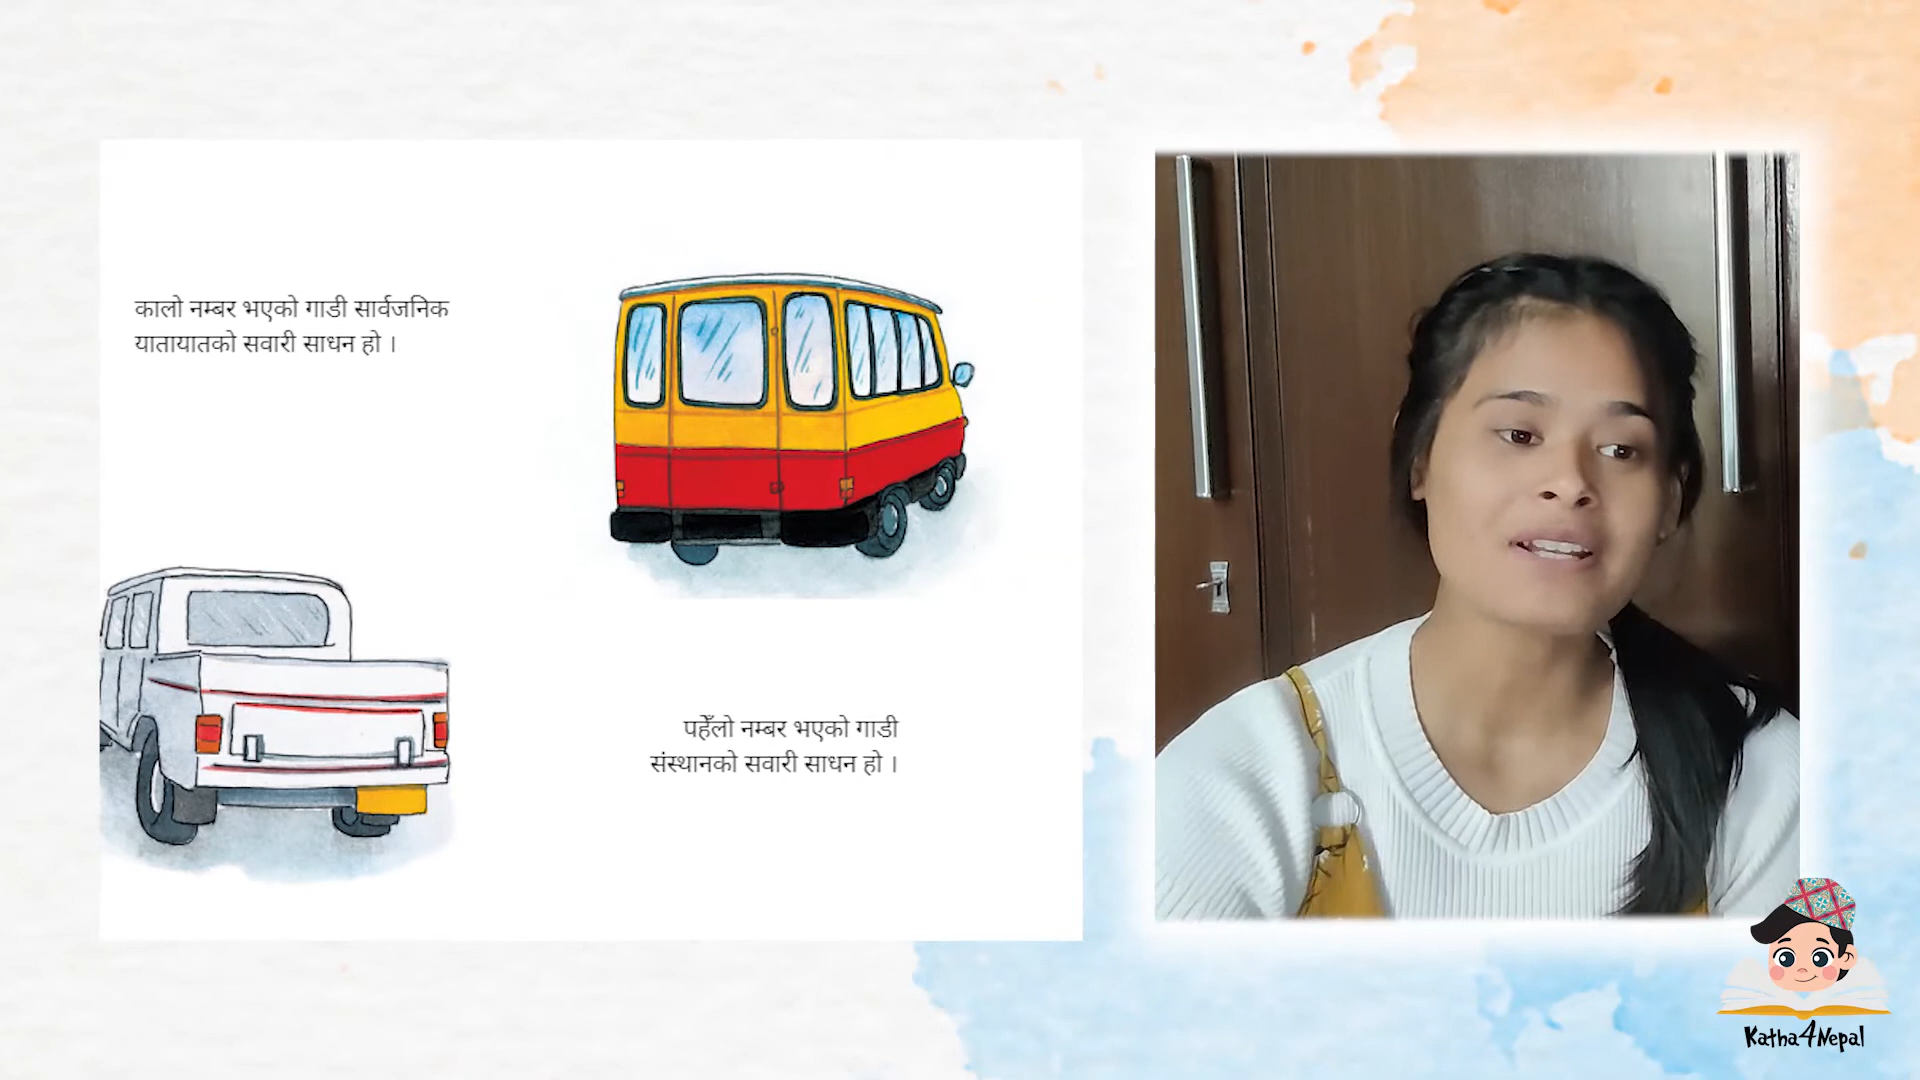 कालो नम्बर भएको गाडी सार्वजनिक
यातायातको सवारी साधन हो ।
पहेँलो नम्बर भएको गाडी
संस्थानको सवारी साधन हो ।
Katha4Nepal